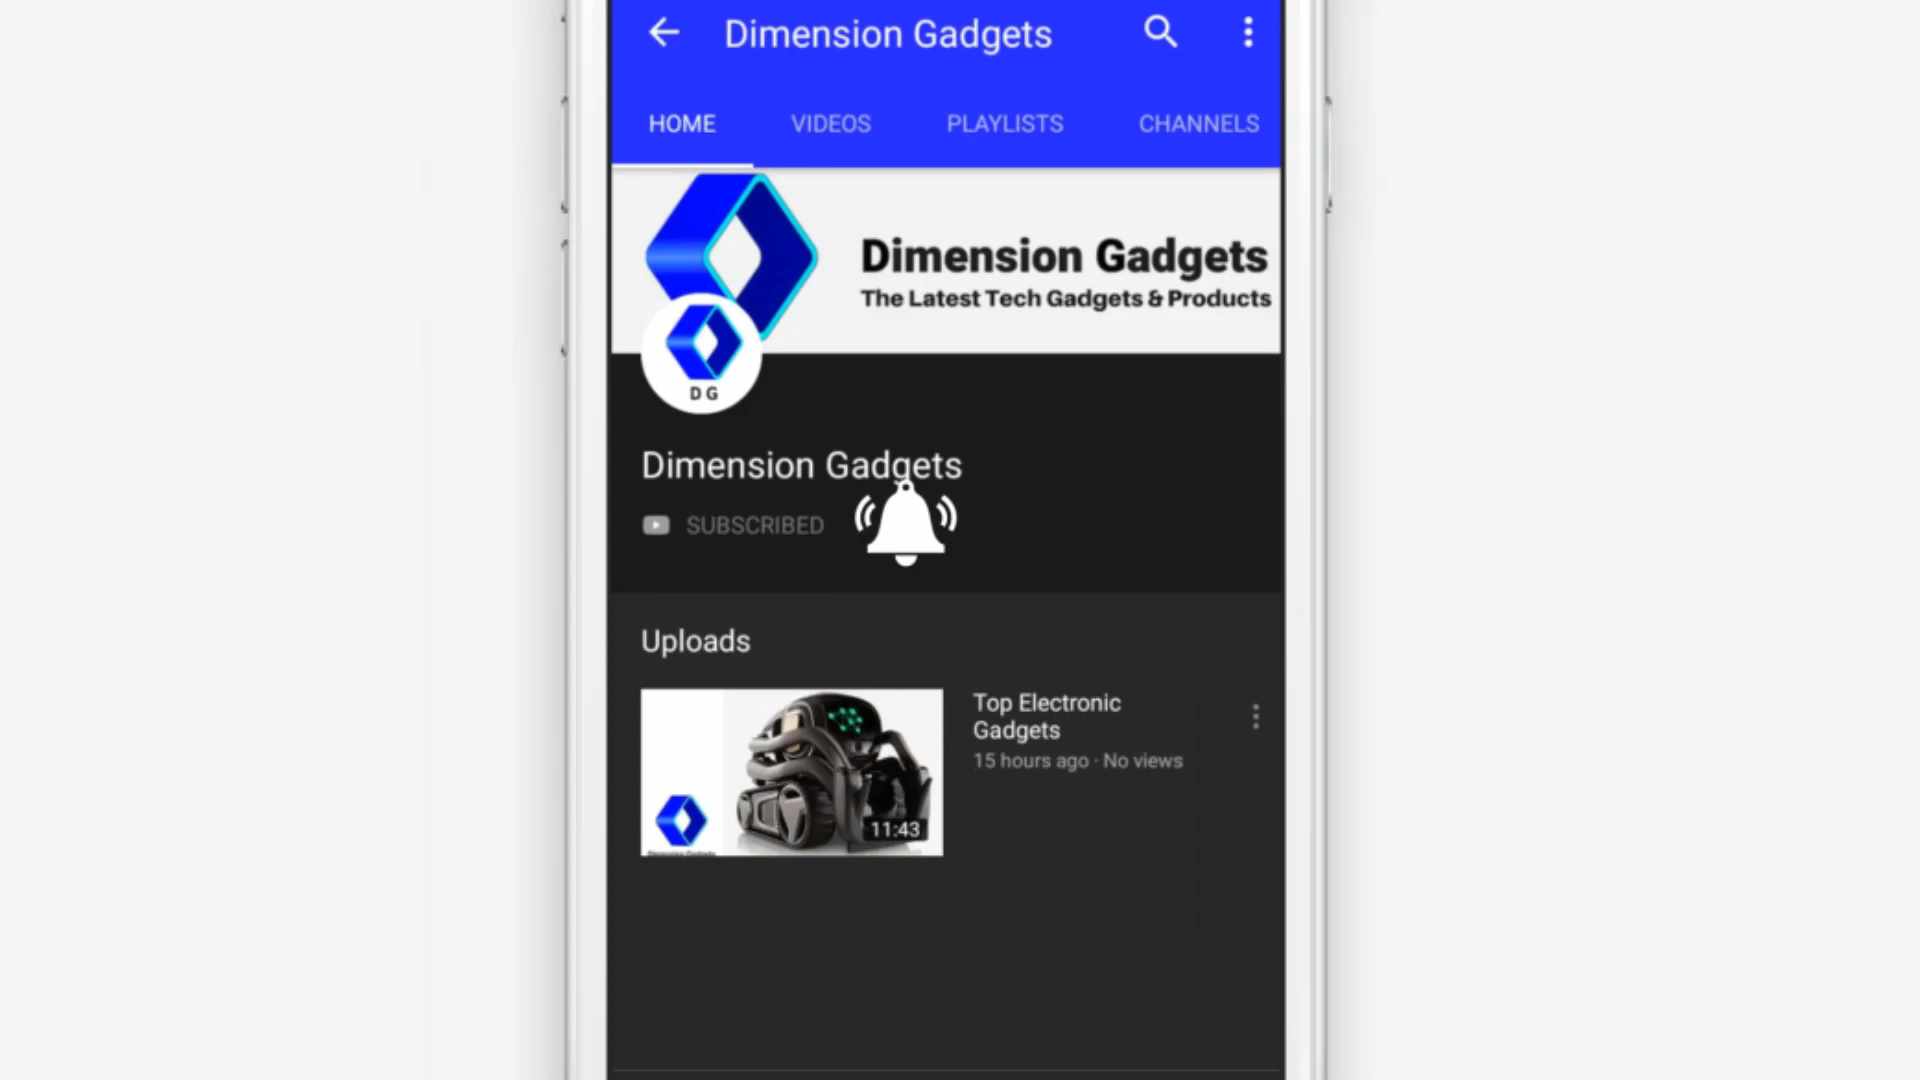 Dimension Gadgets
HOME VIDEOS PLAYLISTS CHANNELS
Dimension Gadgets
The Latest Tech Gadgets & Products
D G
Dimension Gadgets
SUBSCRIBED
Uploads
Top Electronic
Gadgets
15 hours ago · No views
11:43